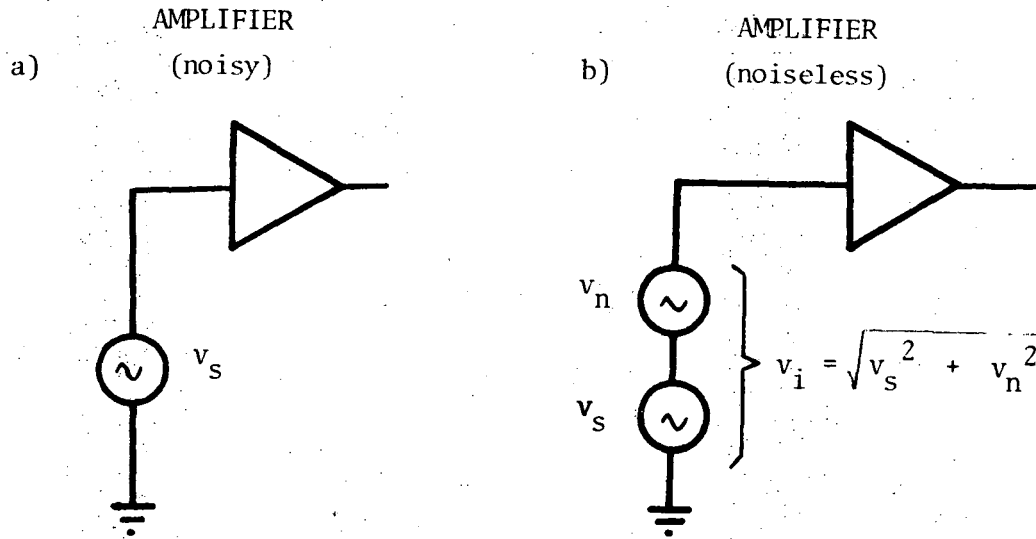 AMPLIFIER
a) (noisy)
v_s
AMPLIFIER
b) (noiseless)
v_n
v_s
v_i = √(v_s² + v_n²)